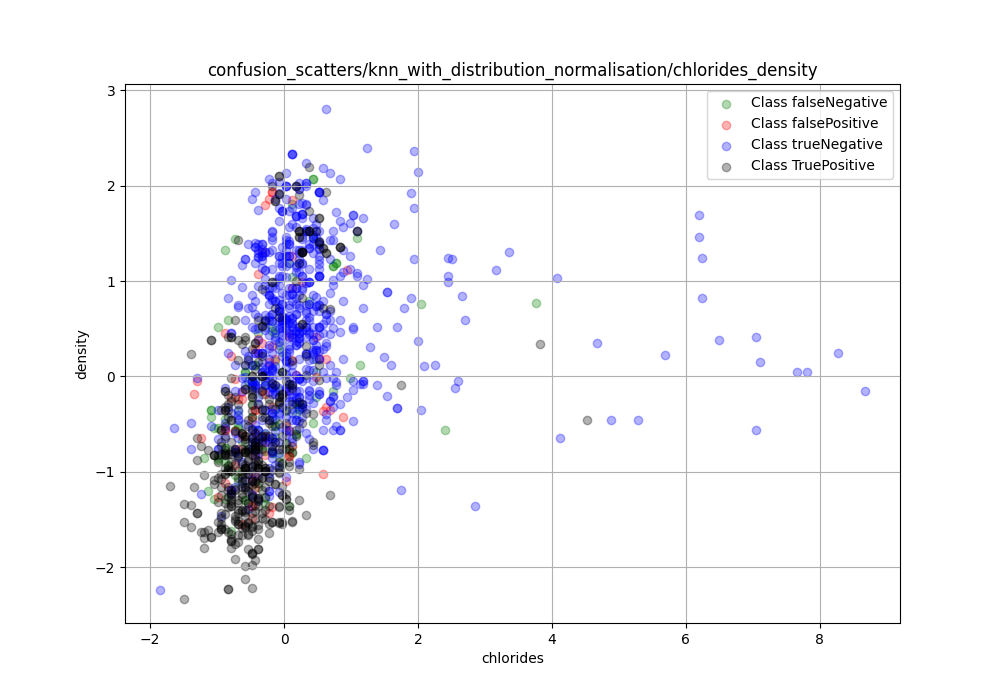 confusion_scatters/knn_with_distribution_normalisation/chlorides_density
Class falseNegative
Class falsePositive
Class trueNegative
Class TruePositive
3
2
1
0
−1
−2
density
−2 0 2 4 6 8
chlorides